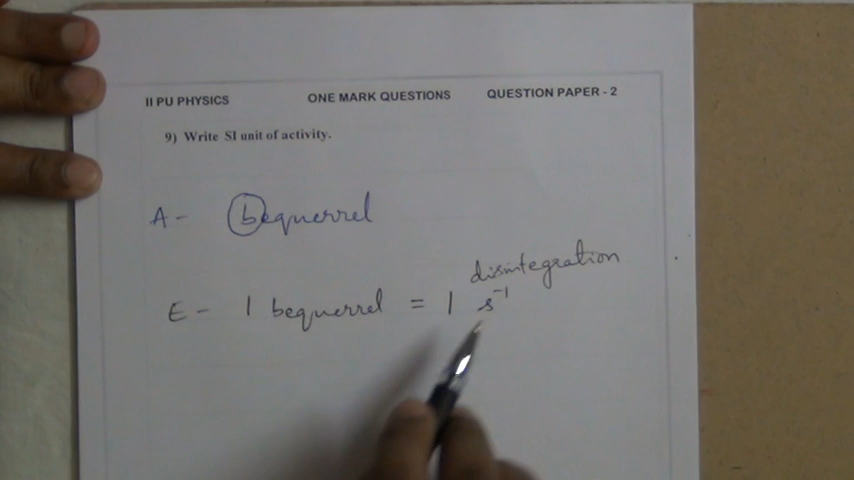 II PU PHYSICS ONE MARK QUESTIONS QUESTION PAPER - 2
9) Write SI unit of activity.
A - bequerrel
disintegration
E - 1 bequerrel = 1 s⁻¹